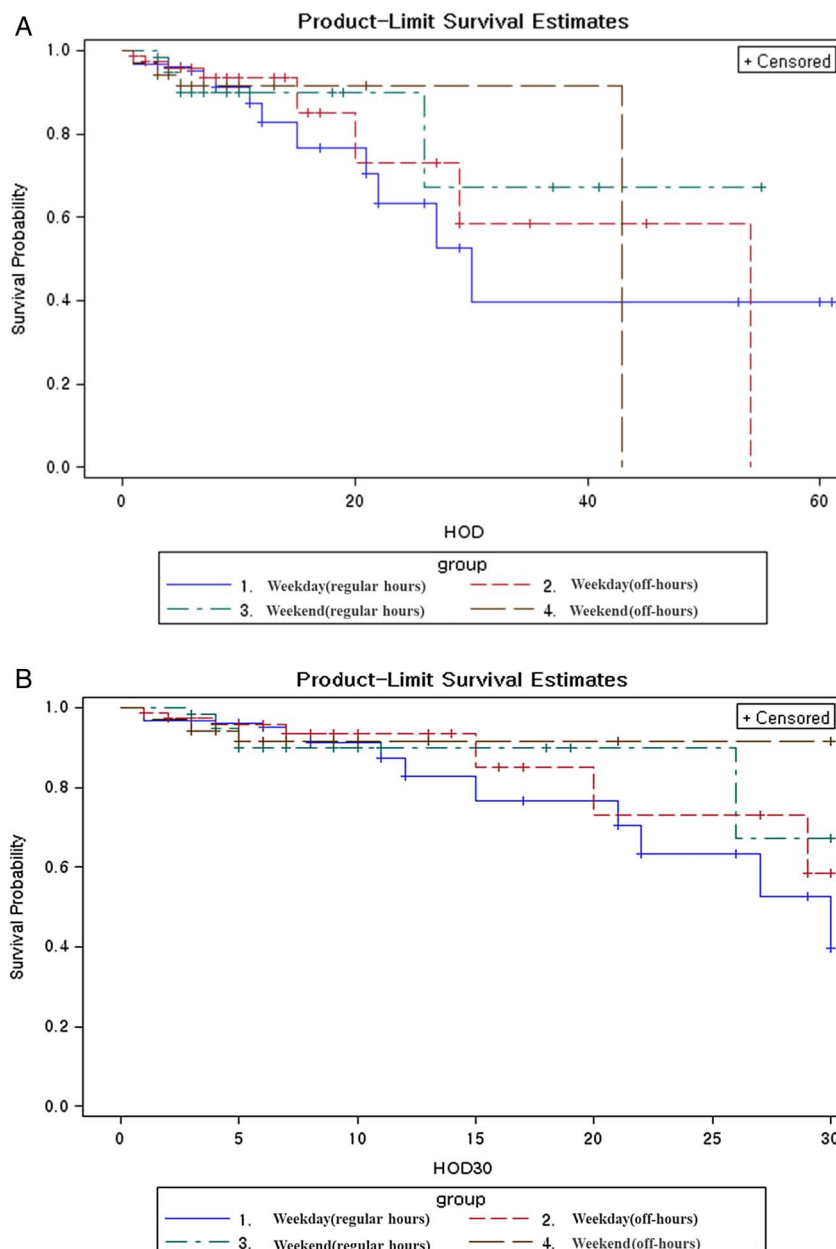 A
Product-Limit Survival Estimates
+ Censored
Survival Probability
1.0
0.8
0.6
0.4
0.2
0.0
0 20 40 60
HOD
group
1. Weekday(regular hours) 2. Weekday(off-hours)
3. Weekend(regular hours) 4. Weekend(off-hours)
B
Product-Limit Survival Estimates
+ Censored
Survival Probability
1.0
0.8
0.6
0.4
0.2
0.0
0 5 10 15 20 25 30
HOD30
group
1. Weekday(regular hours) 2. Weekday(off-hours)
3. Weekend(regular hours) 4. Weekend(off-hours)